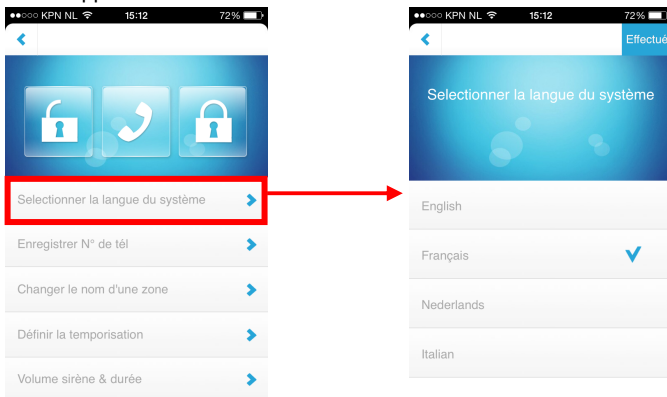 KPN NL 15:12 72%
Selectionner la langue du système
Enregistrer N° de tél
Changer le nom d'une zone
Définir la temporisation
Volume sirène & durée
KPN NL 15:12 72%
Effectué
Selectionner la langue du système
English
Français
Nederlands
Italian